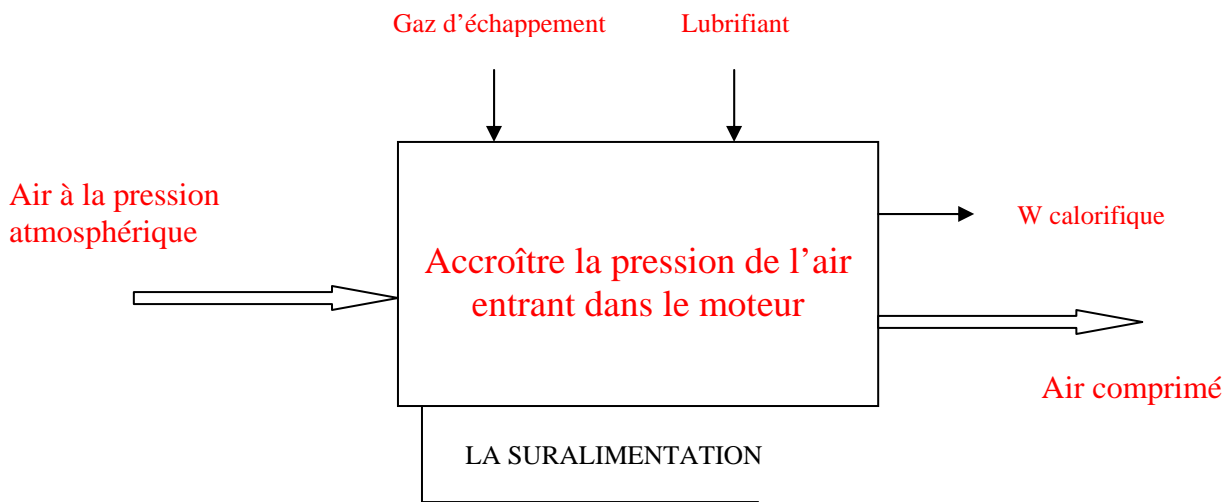 Gaz d’échappement
Lubrifiant
Air à la pression
atmosphérique
W calorifique
Accroître la pression de l’air
entrant dans le moteur
Air comprimé
LA SURALIMENTATION